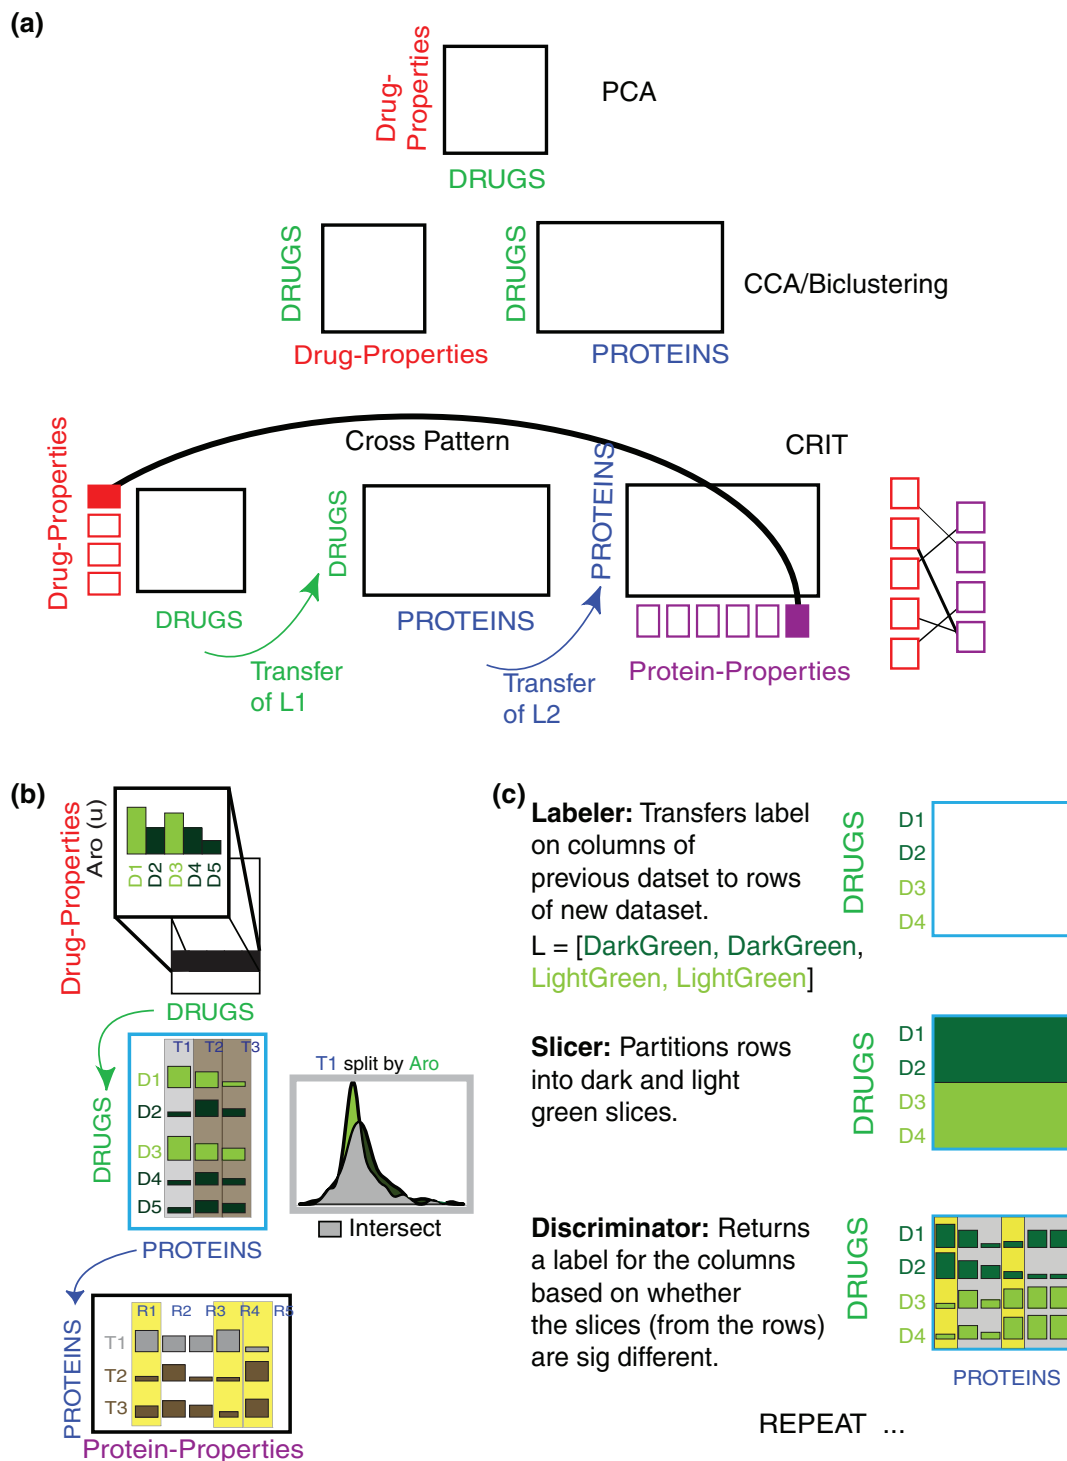 (a)
Drug-
Properties
PCA
DRUGS
DRUGS
DRUGS
CCA/Biclustering
Drug-Properties
PROTEINS
Drug-Properties
Cross Pattern
CRIT
DRUGS
PROTEINS
DRUGS
PROTEINS
Transfer
of L1
Transfer
of L2
Protein-Properties
(b)
Drug-Properties
Aro (u)
D1
D2
D3
D4
D5
DRUGS
DRUGS
T1
T2
T3
D1
D2
D3
D4
D5
T1 split by Aro
Intersect
PROTEINS
PROTEINS
R1
R2
R3
R4
R5
T1
T2
T3
Protein-Properties
(c)
Labeler: Transfers label
on columns of
previous datset to rows
of new dataset.
L = [DarkGreen, DarkGreen,
LightGreen, LightGreen]
DRUGS
D1
D2
D3
D4
Slicer: Partitions rows
into dark and light
green slices.
DRUGS
D1
D2
D3
D4
Discriminator: Returns
a label for the columns
based on whether
the slices (from the rows)
are sig different.
DRUGS
D1
D2
D3
D4
PROTEINS
REPEAT ...